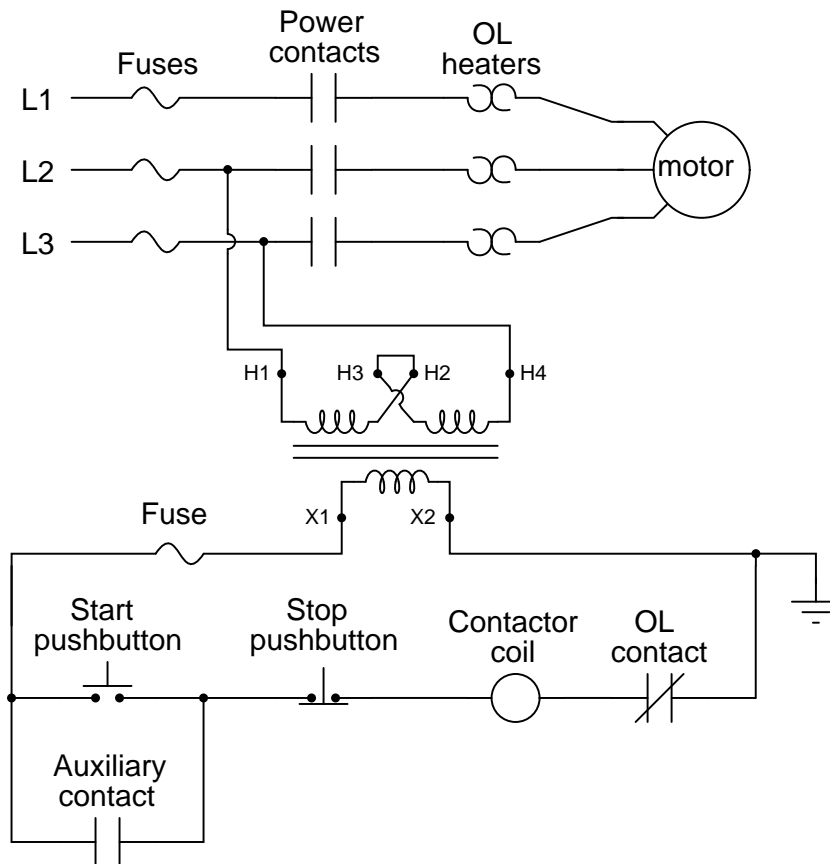 Power
contacts
OL
heaters
Fuses
L1
L2
L3
motor
H1
H3
H2
H4
Fuse
X1
X2
Start
pushbutton
Stop
pushbutton
Contactor
coil
OL
contact
Auxiliary
contact